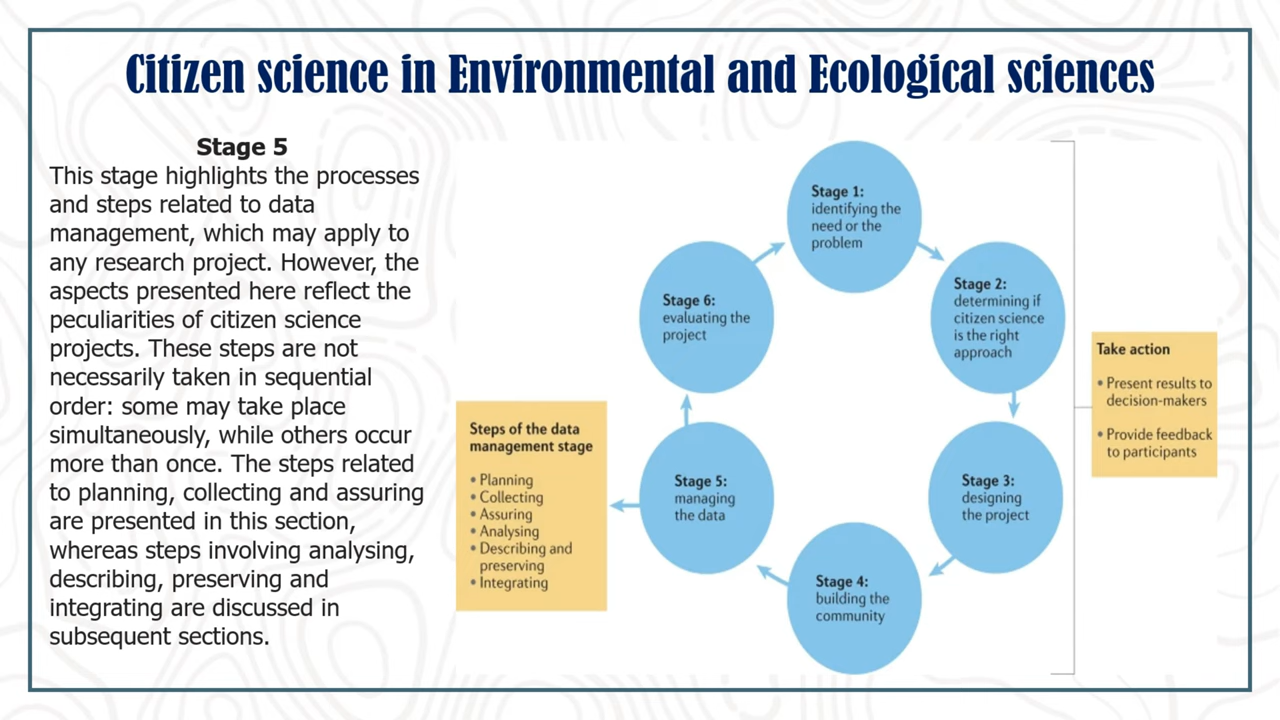 Citizen science in Environmental and Ecological sciences
Stage 5
This stage highlights the processes
and steps related to data
management, which may apply to
any research project. However, the
aspects presented here reflect the
peculiarities of citizen science
projects. These steps are not
necessarily taken in sequential
order: some may take place
simultaneously, while others occur
more than once. The steps related
to planning, collecting and assuring
are presented in this section,
whereas steps involving analysing,
describing, preserving and
integrating are discussed in
subsequent sections.
Stage 1:
identifying the
need or the
problem
Stage 2:
determining if
citizen science
is the right
approach
Stage 3:
designing
the project
Stage 4:
building the
community
Stage 5:
managing
the data
Stage 6:
evaluating the
project
Steps of the data
management stage
• Planning
• Collecting
• Assuring
• Analysing
• Describing and
preserving
• Integrating
Take action
• Present results to
decision-makers
• Provide feedback
to participants